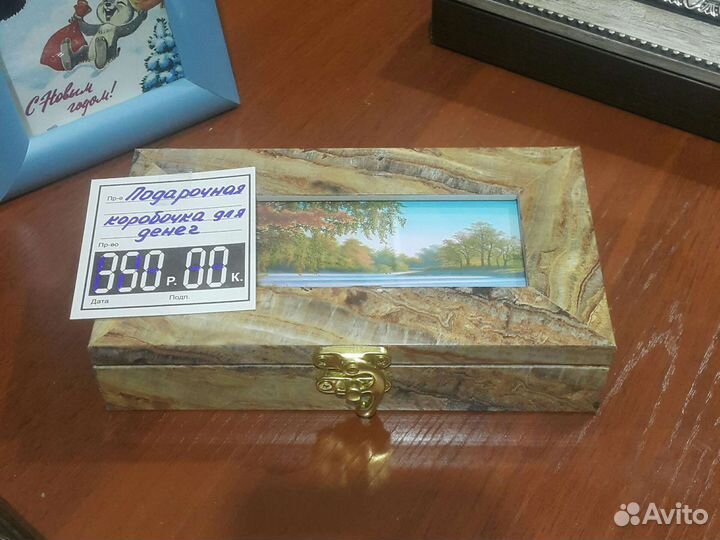 С Новым
годом!
Пр-е Подарочная
коробочка для
денег
Пр-во
350 Р. 00 К.
Дата Подп.
Avito